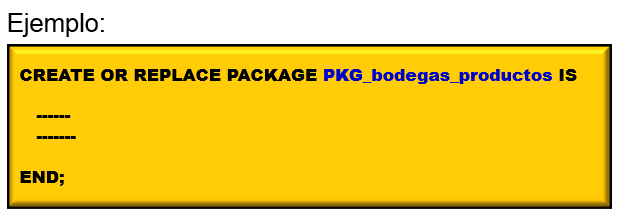 Ejemplo:
CREATE OR REPLACE PACKAGE PKG_bodegas_productos IS
------
-------
END;